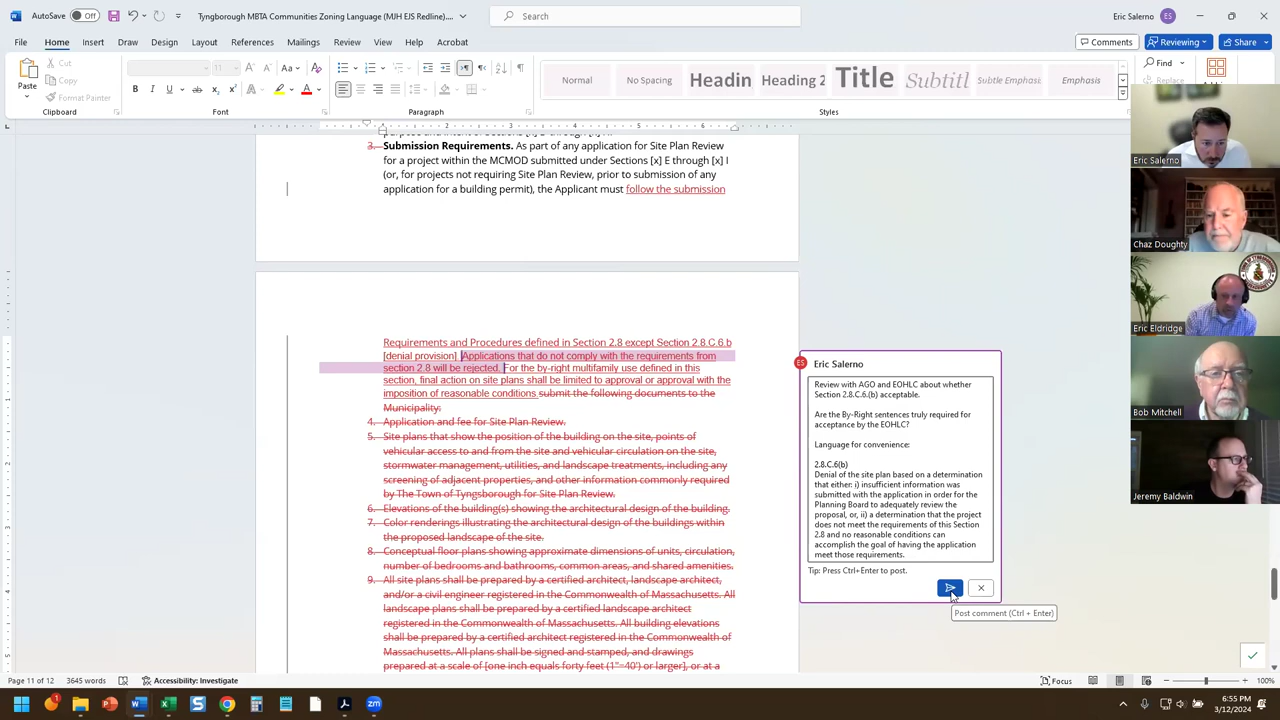 AutoSave Off
Tyngborough MBTA Communities Zoning Language (MJH EJS Redline)....
Search
Eric Salerno ES
File Home Insert Draw Design Layout References Mailings Review View Help Acrobat
Comments Reviewing Share
Paste
Cut
Copy
Format Painter
Clipboard
11
Aa
B I U ab x
Font
Paragraph
Normal No Spacing Headin Heading 2 Title Subtitl Subtle Emphasis Emphasis
Styles
Find
Replace
3. Submission Requirements. As part of any application for Site Plan Review
for a project within the MCMOD submitted under Sections [x] E through [x] I
(or, for projects not requiring Site Plan Review, prior to submission of any
application for a building permit), the Applicant must follow the submission
Requirements and Procedures defined in Section 2.8 except Section 2.8.C.6.b
[denial provision]. Applications that do not comply with the requirements from
section 2.8 will be rejected. For the by-right multifamily use defined in this
section, final action on site plans shall be limited to approval or approval with the
imposition of reasonable conditions. submit the following documents to the
Municipality:
4. Application and fee for Site Plan Review.
5. Site plans that show the position of the building on the site, points of
vehicular access to and from the site and vehicular circulation on the site,
stormwater management, utilities, and landscape treatments, including any
screening of adjacent properties, and other information commonly required
by The Town of Tyngsborough for Site Plan Review.
6. Elevations of the building(s) showing the architectural design of the building.
7. Color renderings illustrating the architectural design of the buildings within
the proposed landscape of the site.
8. Conceptual floor plans showing approximate dimensions of units, circulation,
number of bedrooms and bathrooms, common areas, and shared amenities.
9. All site plans shall be prepared by a certified architect, landscape architect,
and/or a civil engineer registered in the Commonwealth of Massachusetts. All
landscape plans shall be prepared by a certified landscape architect
registered in the Commonwealth of Massachusetts. All building elevations
shall be prepared by a certified architect registered in the Commonwealth of
Massachusetts. All plans shall be signed and stamped, and drawings
prepared at a scale of [one inch equals forty feet (1"=40') or larger], or at a
ES Eric Salerno
Review with AGO and EOHLC about whether
Section 2.8.C.6.(b) acceptable.
Are the By-Right sentences truly required for
acceptance by the EOHLC?
Language for convenience:
2.8.C.6(b)
Denial of the site plan based on a determination
that either: i) insufficient information was
submitted with the application in order for the
Planning Board to adequately review the
proposal, or, ii) a determination that the project
does not meet the requirements of this Section
2.8 and no reasonable conditions can
accomplish the goal of having the application
meet those requirements.
Tip: Press Ctrl+Enter to post.
Post comment (Ctrl + Enter)
Eric Salerno
Chaz Doughty
Eric Eldridge
Bob Mitchell
Jeremy Baldwin
Page 11 of 12 3645 words Accessibility: Investigate
Focus
100%
6:55 PM
3/12/2024